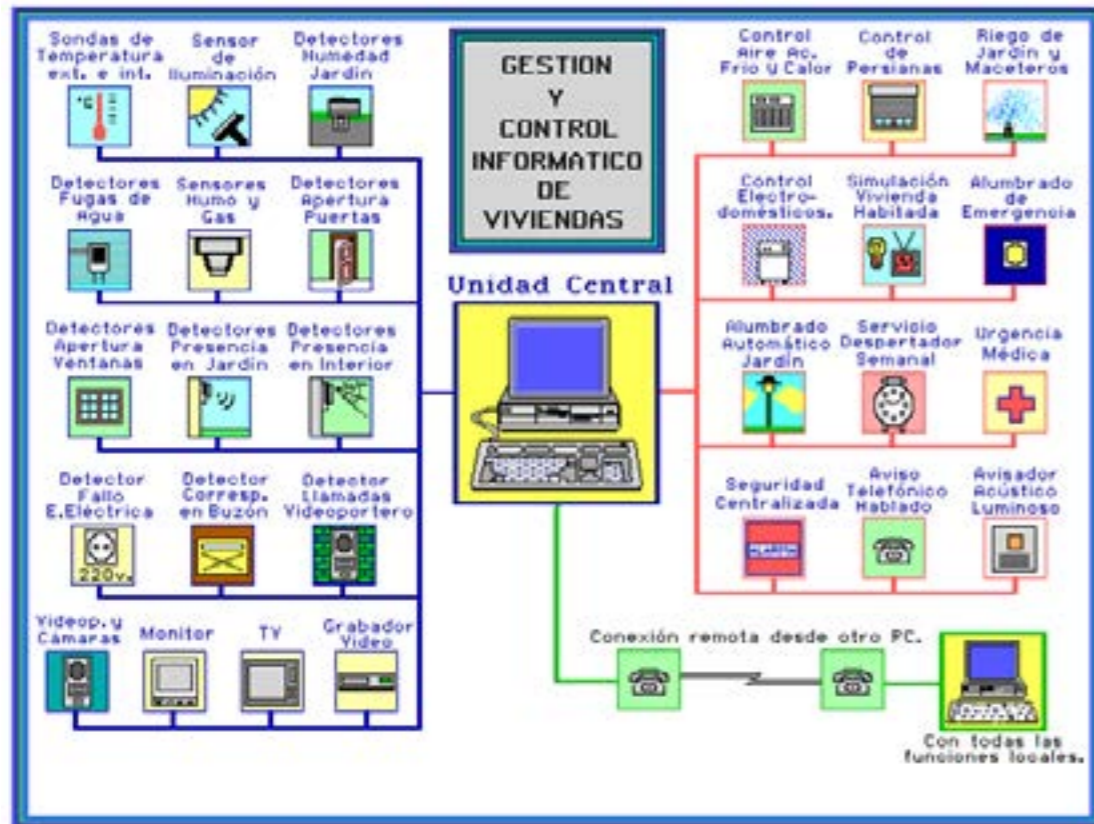 Sondas de
Temperatura
ext. e int.
Sensor
de
Iluminación
Detectores
Humedad
Jardín
GESTION
Y
CONTROL
INFORMATICO
DE
VIVIENDAS
Control
Aire Ac.
Frio y Calor
Control
de
Persianas
Riego de
Jardín y
Maceteros
Detectores
Fugas de
Agua
Sensores
Humo y
Gas
Detectores
Apertura
Puertas
Control
Electro-
domésticos.
Simulación
Vivienda
Habitada
Alumbrado
de
Emergencia
Unidad Central
Detectores
Apertura
Ventanas
Detectores
Presencia
en Jardín
Detectores
Presencia
en Interior
Alumbrado
Automático
Jardín
Servicio
Despertador
Semanal
Urgencia
Médica
Detector
Fallo
E.Eléctrica
220v.
Detector
Corresp.
en Buzón
Detector
Llamadas
Videoportero
Seguridad
Centralizada
Aviso
Telefónico
Hablado
Avisador
Acústico
Luminoso
Videop. y
Cámaras
Monitor
TV
Grabador
Video
Conexión remota desde otro PC.
Con todas las
funciones locales.